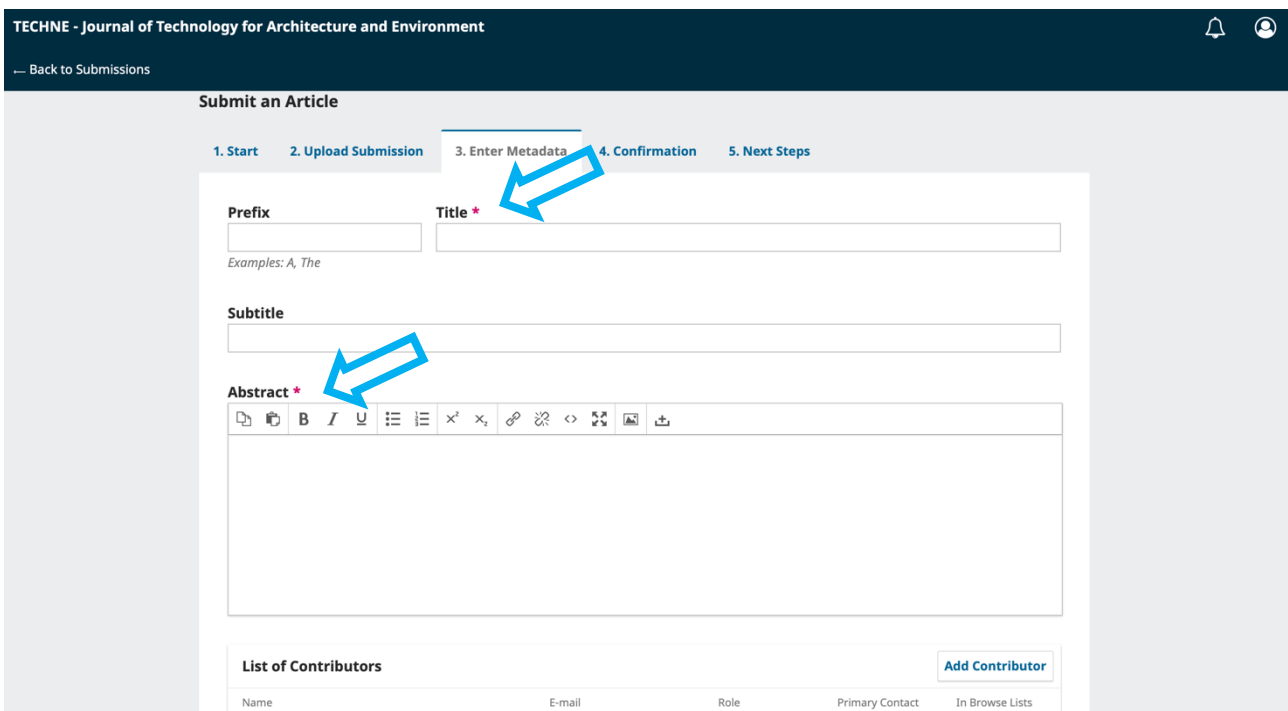 TECHNE - Journal of Technology for Architecture and Environment
← Back to Submissions
Submit an Article
1. Start 2. Upload Submission 3. Enter Metadata 4. Confirmation 5. Next Steps
Prefix Title *
Examples: A, The
Subtitle
Abstract *
List of Contributors Add Contributor
Name E-mail Role Primary Contact In Browse Lists